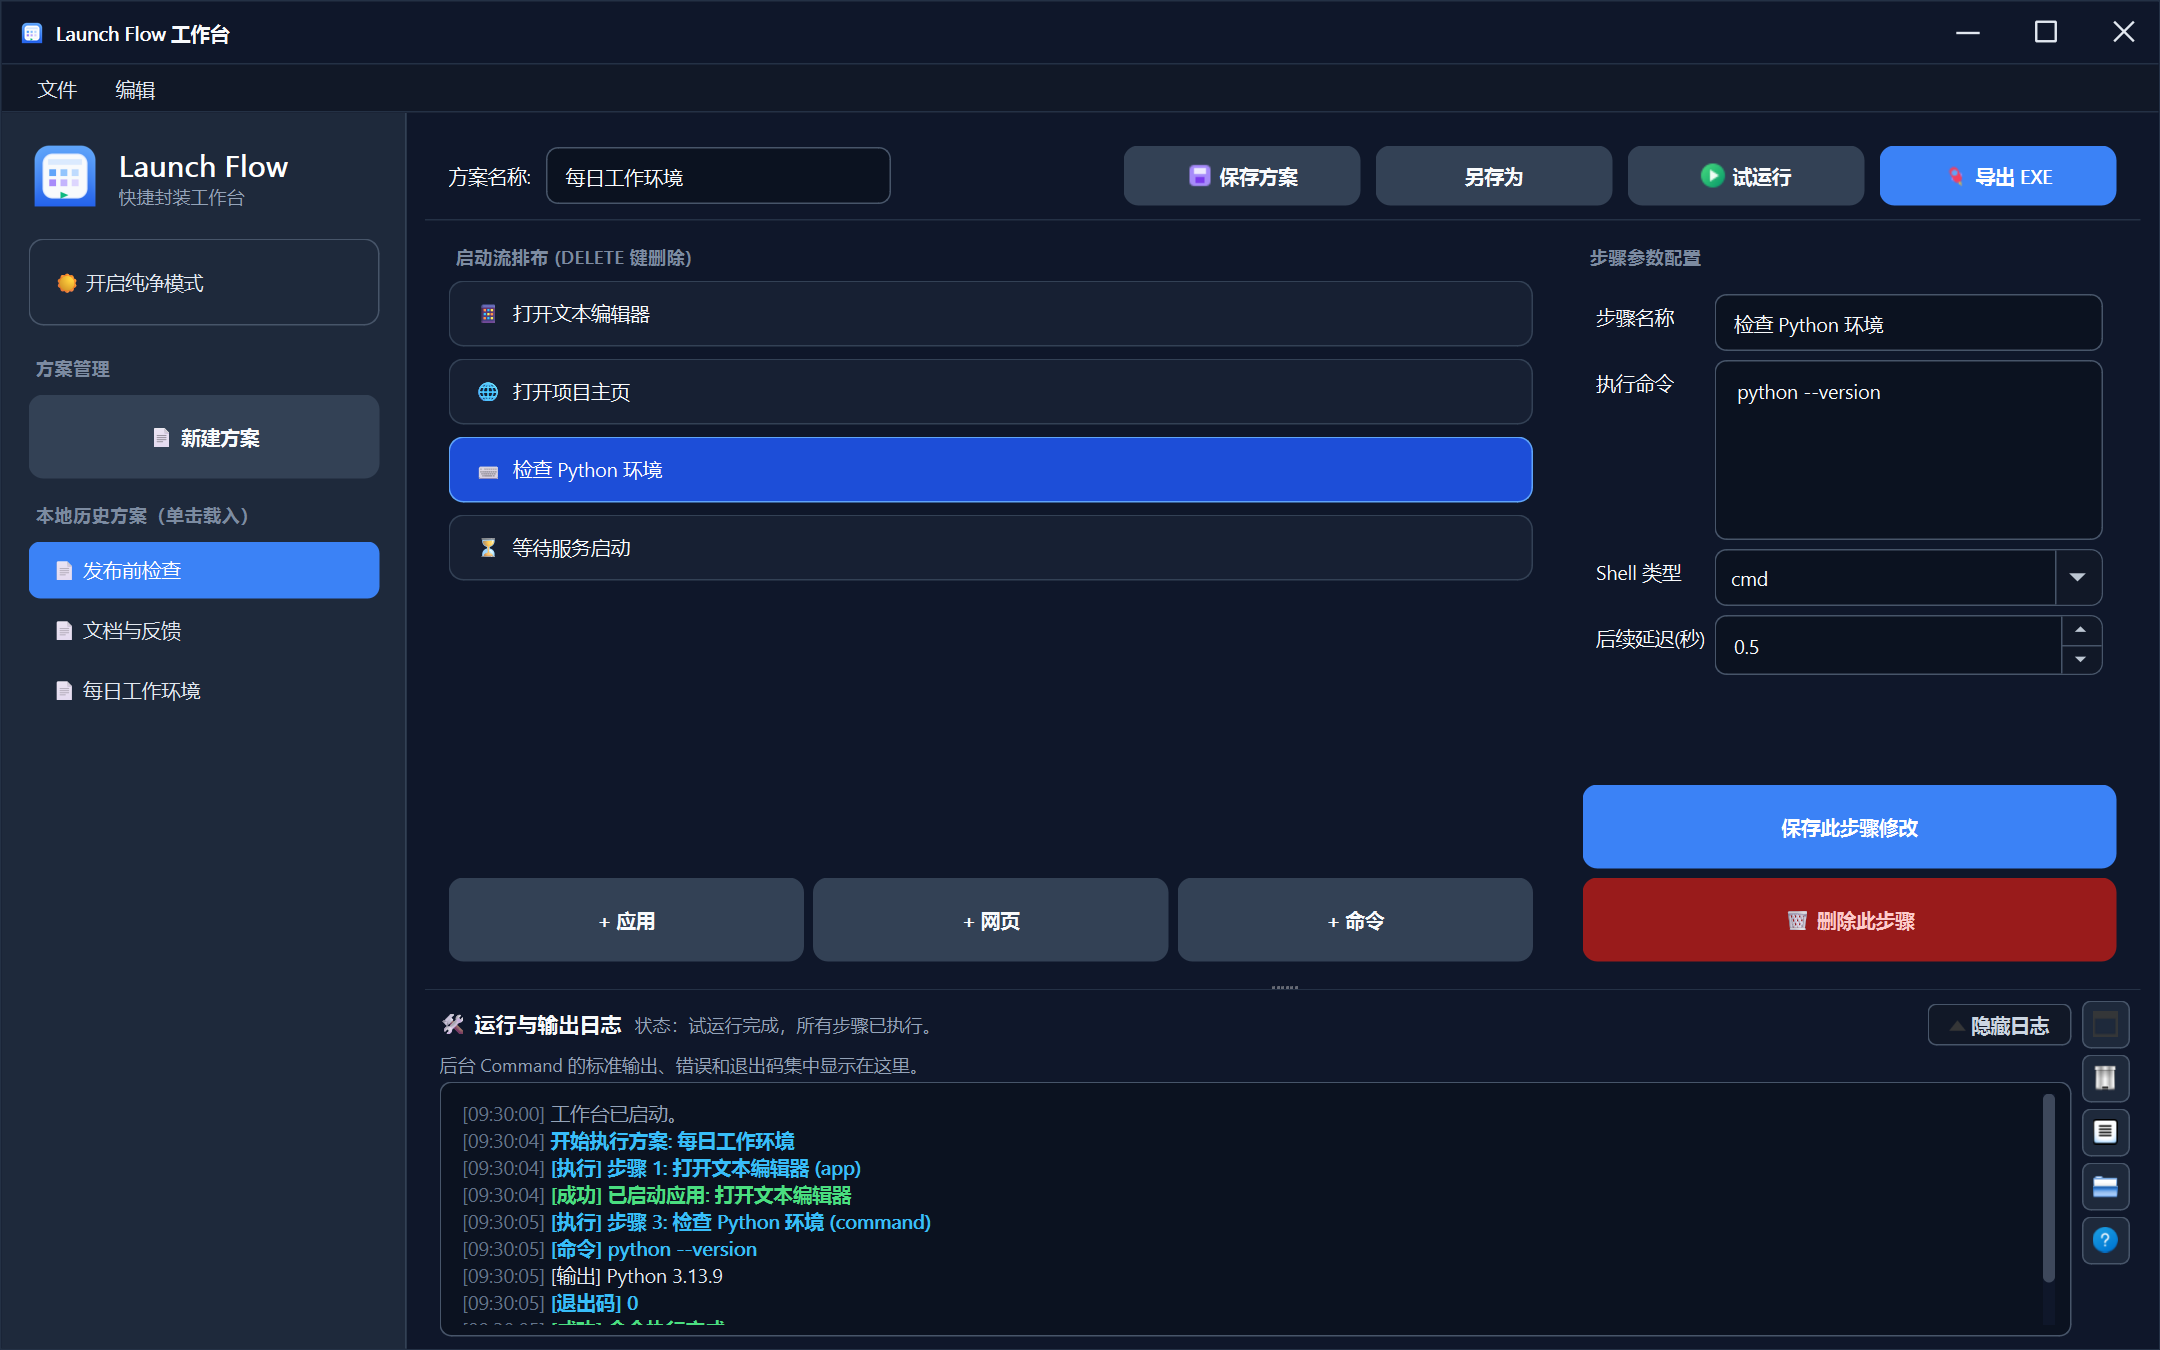 Launch Flow 工作台
文件 编辑
Launch Flow
快捷封装工作台
开启纯净模式
方案管理
新建方案
本地历史方案（单击载入）
发布前检查
文档与反馈
每日工作环境
方案名称: 每日工作环境
保存方案 另存为 试运行 导出 EXE
启动流排布 (DELETE 键删除)
打开文本编辑器
打开项目主页
检查 Python 环境
等待服务启动
+ 应用 + 网页 + 命令
步骤参数配置
步骤名称 检查 Python 环境
执行命令 python --version
Shell 类型 cmd
后续延迟(秒) 0.5
保存此步骤修改
删除此步骤
运行与输出日志 状态：试运行完成，所有步骤已执行。
隐藏日志
后台 Command 的标准输出、错误和退出码集中显示在这里。
[09:30:00] 工作台已启动。
[09:30:04] 开始执行方案: 每日工作环境
[09:30:04] [执行] 步骤 1: 打开文本编辑器 (app)
[09:30:04] [成功] 已启动应用: 打开文本编辑器
[09:30:05] [执行] 步骤 3: 检查 Python 环境 (command)
[09:30:05] [命令] python --version
[09:30:05] [输出] Python 3.13.9
[09:30:05] [退出码] 0